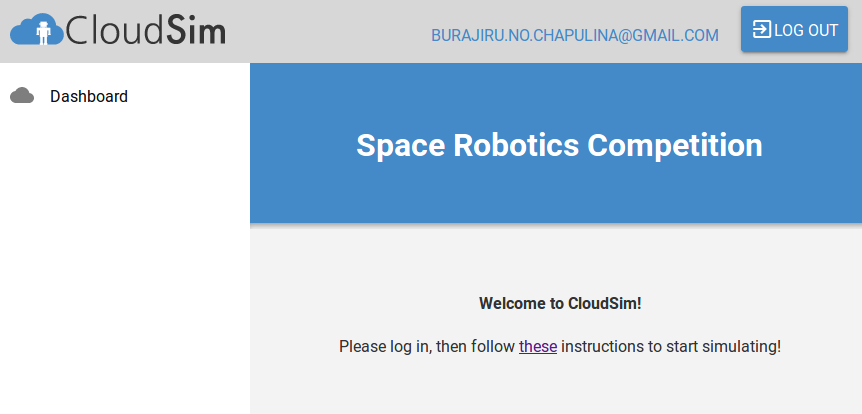 CloudSim
BURAJIRU.NO.CHAPULINA@GMAIL.COM
LOG OUT
Dashboard
Space Robotics Competition
Welcome to CloudSim!
Please log in, then follow these instructions to start simulating!